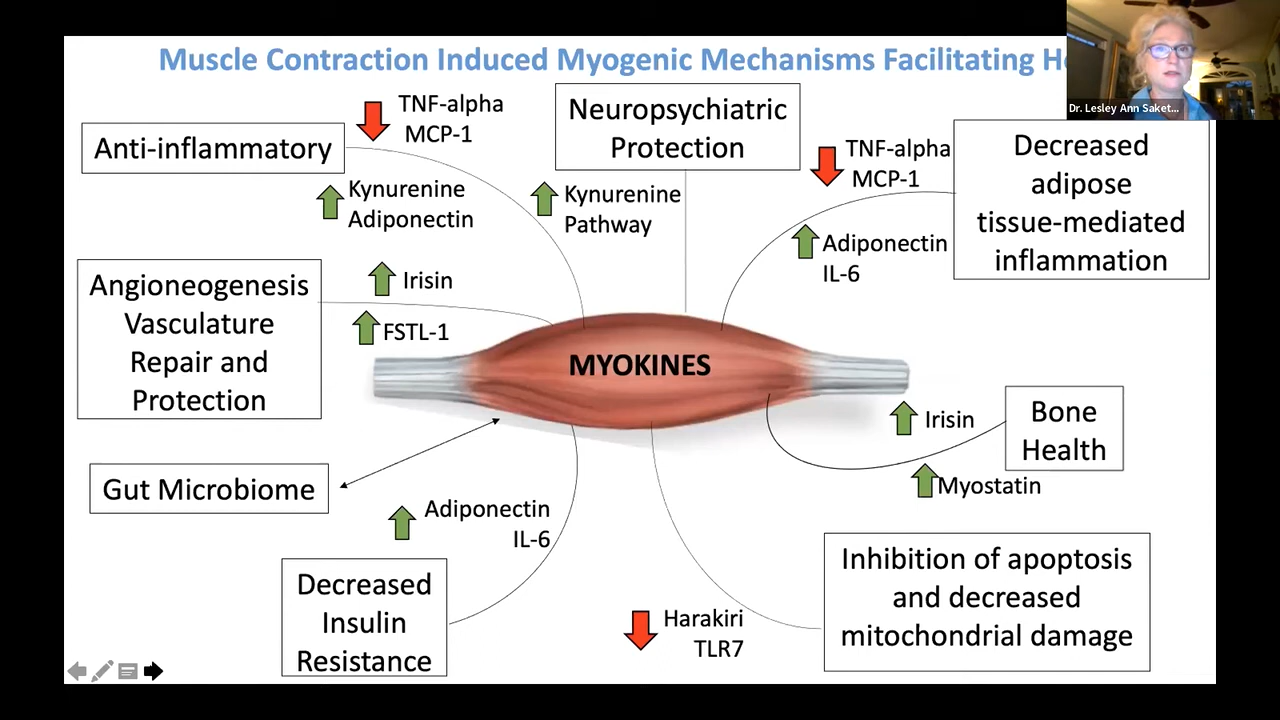 Muscle Contraction Induced Myogenic Mechanisms Facilitating H
Dr. Lesley Ann Saket...
TNF-alpha
MCP-1
Anti-inflammatory
Kynurenine
Adiponectin
Neuropsychiatric
Protection
Kynurenine
Pathway
TNF-alpha
MCP-1
Adiponectin
IL-6
Decreased
adipose
tissue-mediated
inflammation
Angioneogenesis
Vasculature
Repair and
Protection
Irisin
FSTL-1
MYOKINES
Irisin
Myostatin
Bone
Health
Gut Microbiome
Adiponectin
IL-6
Decreased
Insulin
Resistance
Harakiri
TLR7
Inhibition of apoptosis
and decreased
mitochondrial damage